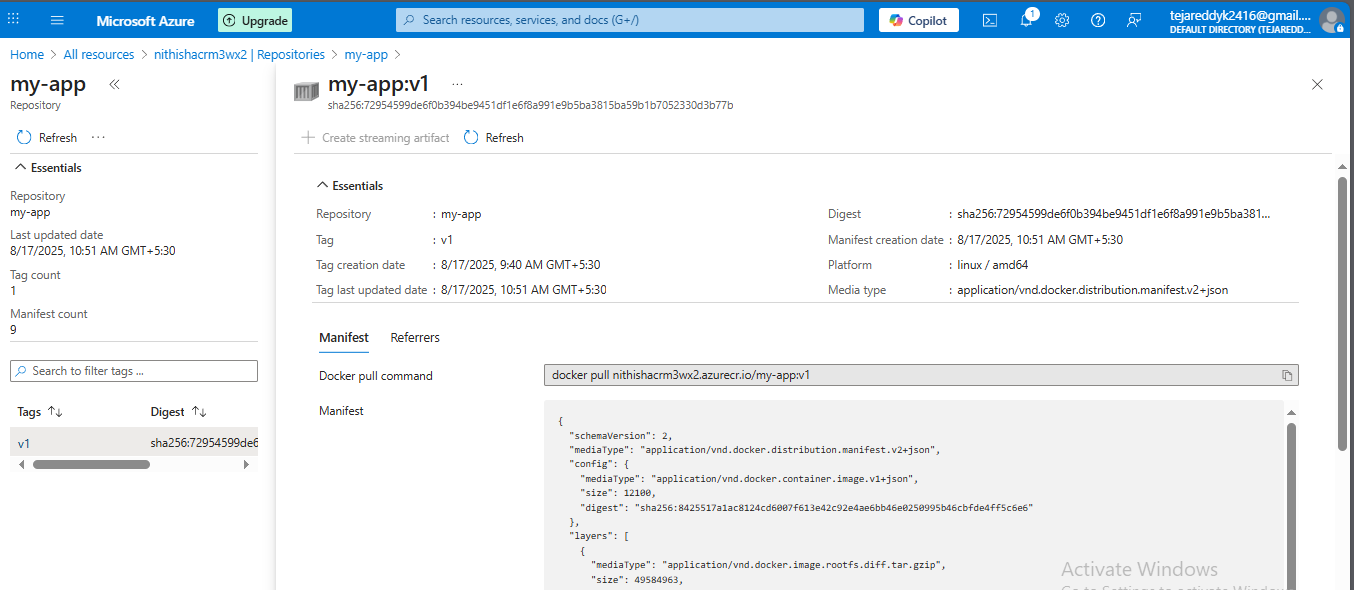 Microsoft Azure
Upgrade
Search resources, services, and docs (G+/)
Copilot
1
tejareddyk2416@gmail....
DEFAULT DIRECTORY (TEJAREDD...
Home > All resources > nithishacrm3wx2 | Repositories > my-app >
my-app
Repository
Refresh
Essentials
Repository
my-app
Last updated date
8/17/2025, 10:51 AM GMT+5:30
Tag count
1
Manifest count
9
Search to filter tags ...
Tags Digest
v1 sha256:72954599de6
my-app:v1 ...
sha256:72954599de6f0b394be9451df1e6f8a991e9b5ba3815ba59b1b7052330d3b77b
Create streaming artifact Refresh
Essentials
Repository : my-app
Tag : v1
Tag creation date : 8/17/2025, 9:40 AM GMT+5:30
Tag last updated date : 8/17/2025, 10:51 AM GMT+5:30
Digest : sha256:72954599de6f0b394be9451df1e6f8a991e9b5ba381...
Manifest creation date : 8/17/2025, 10:51 AM GMT+5:30
Platform : linux / amd64
Media type : application/vnd.docker.distribution.manifest.v2+json
Manifest Referrers
Docker pull command
docker pull nithishacrm3wx2.azurecr.io/my-app:v1
Manifest
{
"schemaVersion": 2,
"mediaType": "application/vnd.docker.distribution.manifest.v2+json",
"config": {
"mediaType": "application/vnd.docker.container.image.v1+json",
"size": 12100,
"digest": "sha256:8425517a1ac8124cd6007f613e42c92e4ae6bb46e0250995b46cbfde4ff5c6e6"
},
"layers": [
{
"mediaType": "application/vnd.docker.image.rootfs.diff.tar.gzip",
"size": 49584963,
Activate Windows
Go to Settings to activate Window